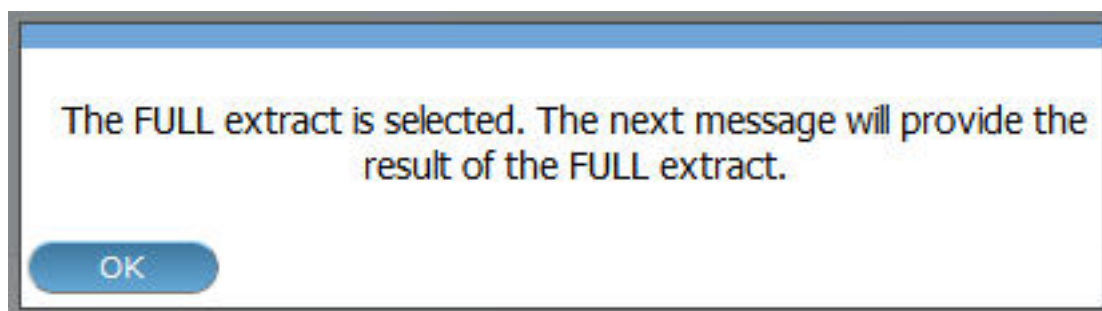 The FULL extract is selected. The next message will provide the
result of the FULL extract.
OK